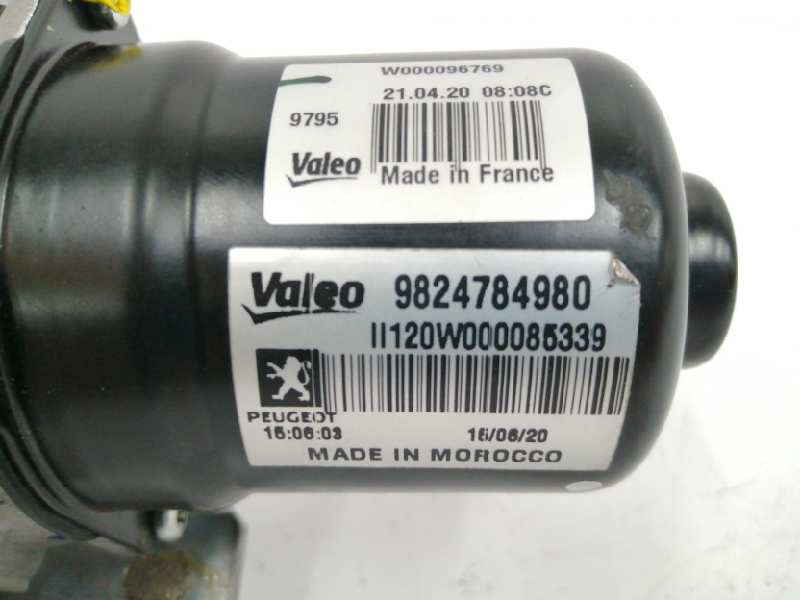 W000096769
21.04.20 08:08C
9795
Valeo
Made in France
Valeo 9824784980
II120W000085339
PEUGEOT
15:06:03 15/06/20
MADE IN MOROCCO